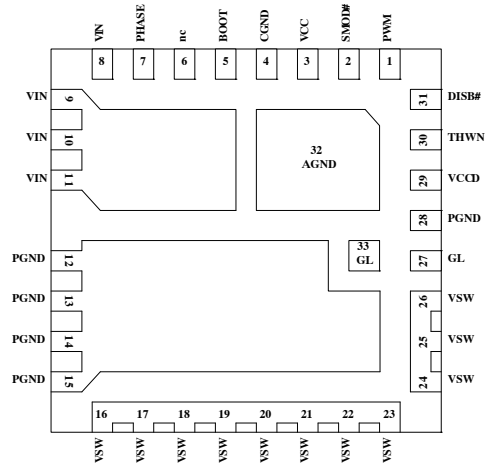 VIN PHASE nc BOOT CGND VCC SMOD# PWM
8 7 6 5 4 3 2 1
VIN 9 31 DISB#
VIN 10 32 AGND 30 THWN
VIN 11 29 VCCD
28 PGND
PGND 12 33 GL 27 GL
PGND 13 26 VSW
PGND 14 25 VSW
PGND 15 24 VSW
16 17 18 19 20 21 22 23
VSW VSW VSW VSW VSW VSW VSW VSW